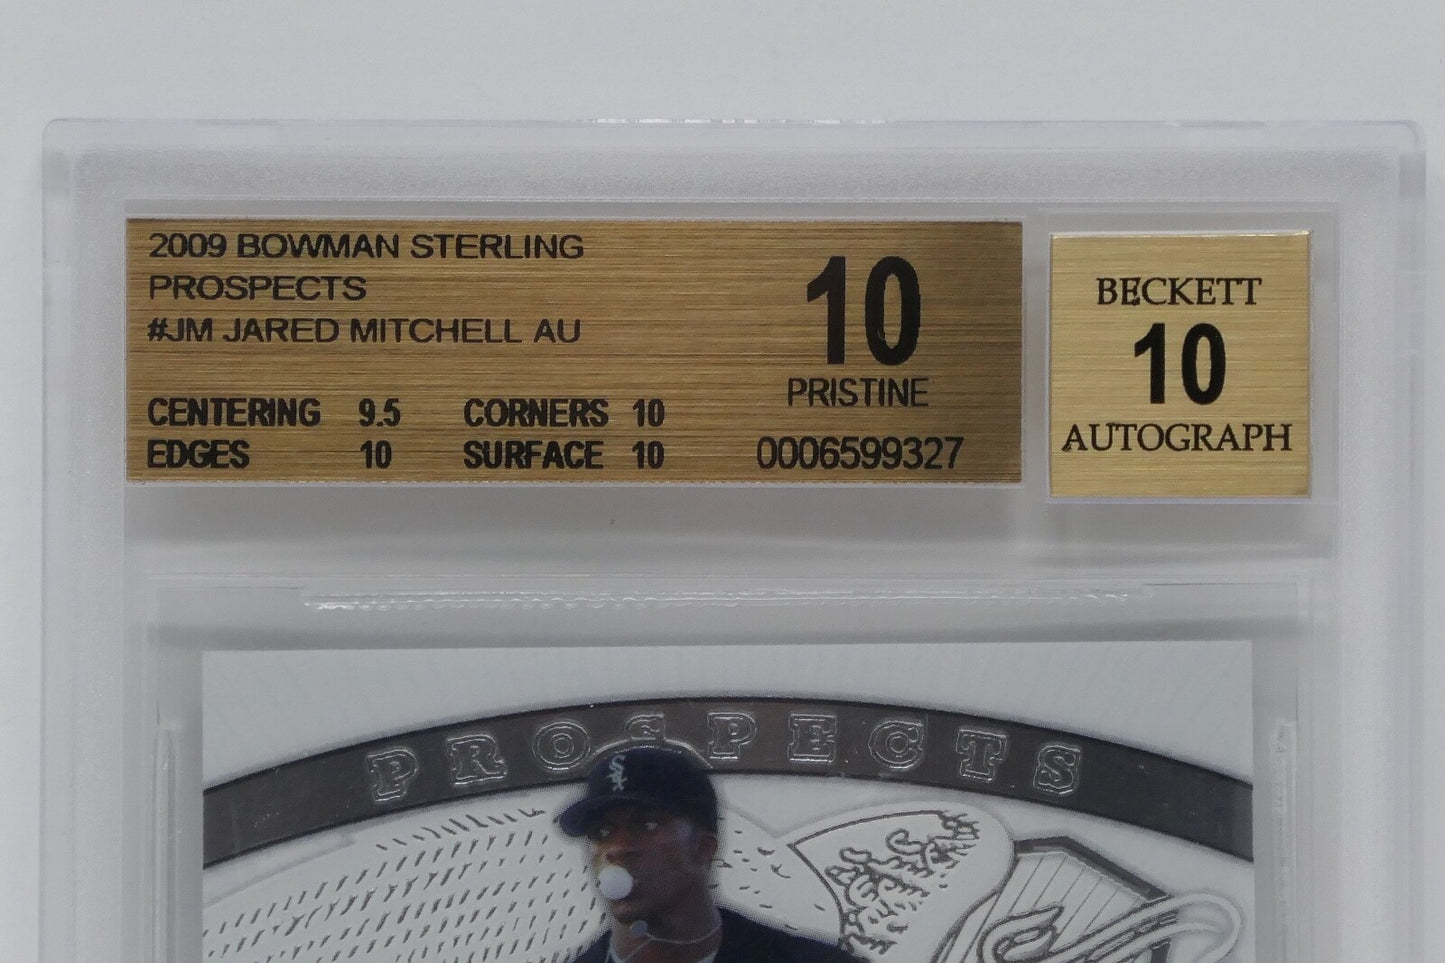 2009 BOWMAN STERLING
PROSPECTS
#JM JARED MITCHELL AU
CENTERING 9.5 CORNERS 10
EDGES 10 SURFACE 10
10
PRISTINE
0006599327
BECKETT
10
AUTOGRAPH
PROSPECTS
SOX